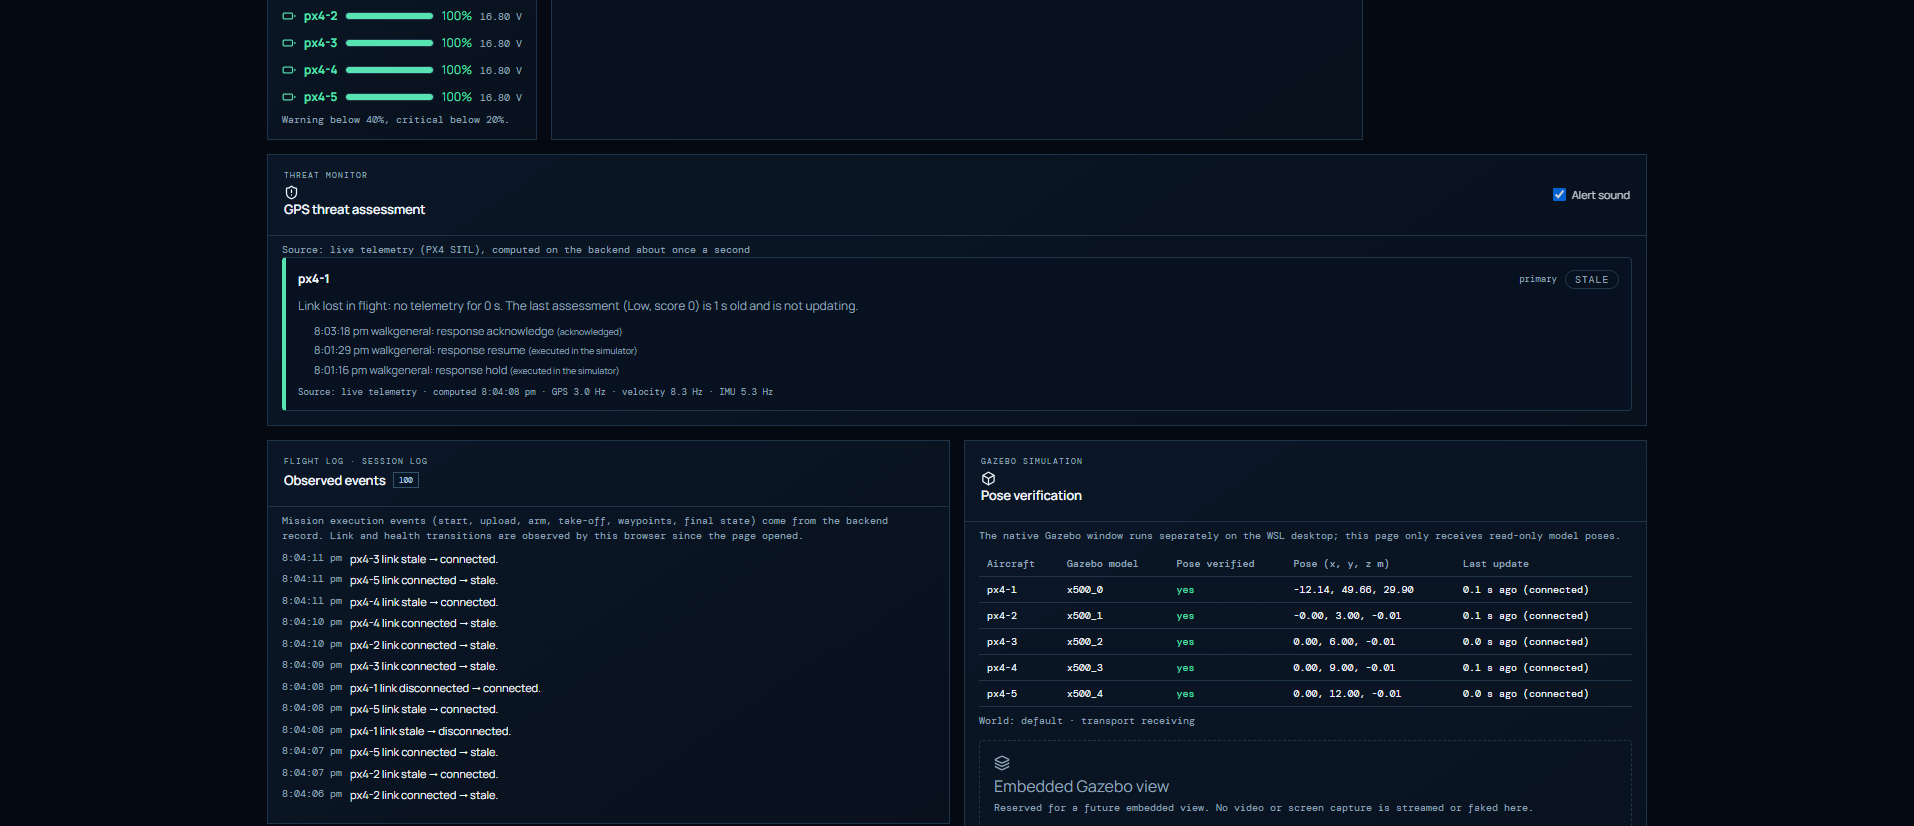 px4-2 100% 16.80 V
px4-3 100% 16.80 V
px4-4 100% 16.80 V
px4-5 100% 16.80 V
Warning below 40%, critical below 20%.
THREAT MONITOR
GPS threat assessment
Alert sound
Source: live telemetry (PX4 SITL), computed on the backend about once a second
px4-1
primary STALE
Link lost in flight: no telemetry for 0 s. The last assessment (Low, score 0) is 1 s old and is not updating.
8:03:18 pm walkgeneral: response acknowledge (acknowledged)
8:01:29 pm walkgeneral: response resume (executed in the simulator)
8:01:16 pm walkgeneral: response hold (executed in the simulator)
Source: live telemetry · computed 8:04:08 pm · GPS 3.0 Hz · velocity 8.3 Hz · IMU 5.3 Hz
FLIGHT LOG · SESSION LOG
Observed events 100
Mission execution events (start, upload, arm, take-off, waypoints, final state) come from the backend
record. Link and health transitions are observed by this browser since the page opened.
8:04:11 pm px4-3 link stale → connected.
8:04:11 pm px4-5 link connected → stale.
8:04:11 pm px4-4 link stale → connected.
8:04:10 pm px4-4 link connected → stale.
8:04:10 pm px4-2 link connected → stale.
8:04:09 pm px4-3 link connected → stale.
8:04:08 pm px4-1 link disconnected → connected.
8:04:08 pm px4-5 link stale → connected.
8:04:08 pm px4-1 link stale → disconnected.
8:04:07 pm px4-5 link connected → stale.
8:04:07 pm px4-2 link stale → connected.
8:04:06 pm px4-2 link connected → stale.
GAZEBO SIMULATION
Pose verification
The native Gazebo window runs separately on the WSL desktop; this page only receives read-only model poses.
Aircraft Gazebo model Pose verified Pose (x, y, z m) Last update
px4-1 x500_0 yes -12.14, 49.66, 29.90 0.1 s ago (connected)
px4-2 x500_1 yes -0.00, 3.00, -0.01 0.1 s ago (connected)
px4-3 x500_2 yes 0.00, 6.00, -0.01 0.0 s ago (connected)
px4-4 x500_3 yes 0.00, 9.00, -0.01 0.1 s ago (connected)
px4-5 x500_4 yes 0.00, 12.00, -0.01 0.0 s ago (connected)
World: default · transport receiving
Embedded Gazebo view
Reserved for a future embedded view. No video or screen capture is streamed or faked here.